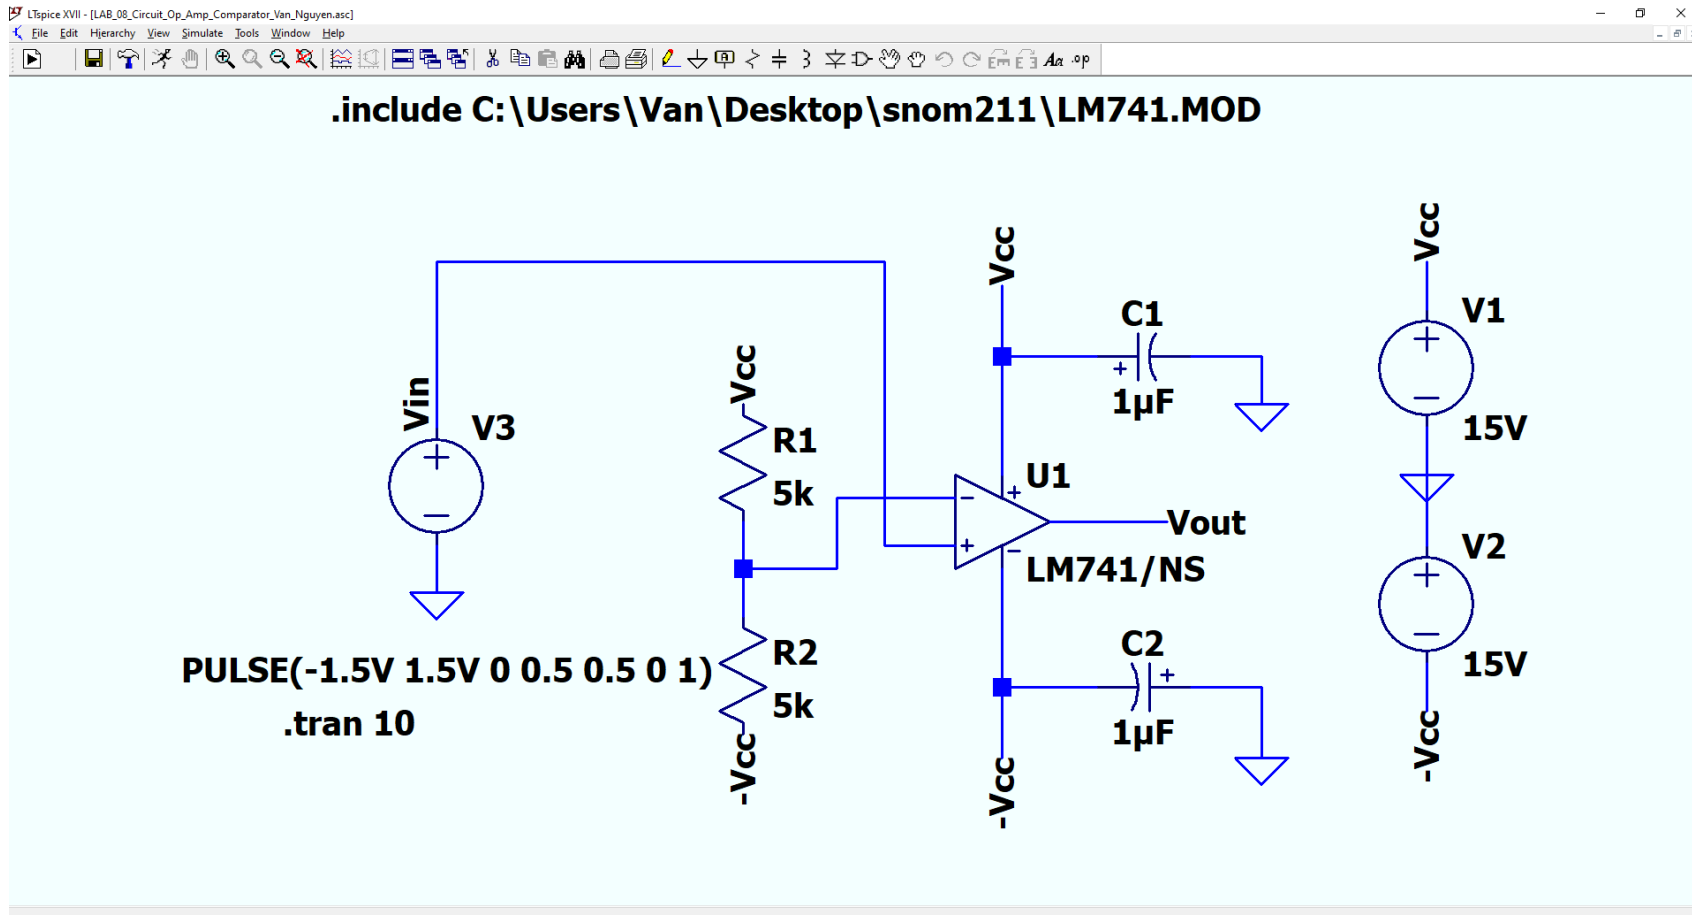 LTspice XVII - [LAB_08_Circuit_Op_Amp_Comparator_Van_Nguyen.asc]
File Edit Hierarchy View Simulate Tools Window Help
Aa .op
.include C:\Users\Van\Desktop\snom211\LM741.MOD
Vcc
Vcc
C1
1µF
V1
15V
Vin
V3
Vcc
R1
5k
U1
Vout
LM741/NS
V2
15V
-Vcc
PULSE(-1.5V 1.5V 0 0.5 0.5 0 1)
.tran 10
R2
5k
-Vcc
C2
1µF
-Vcc